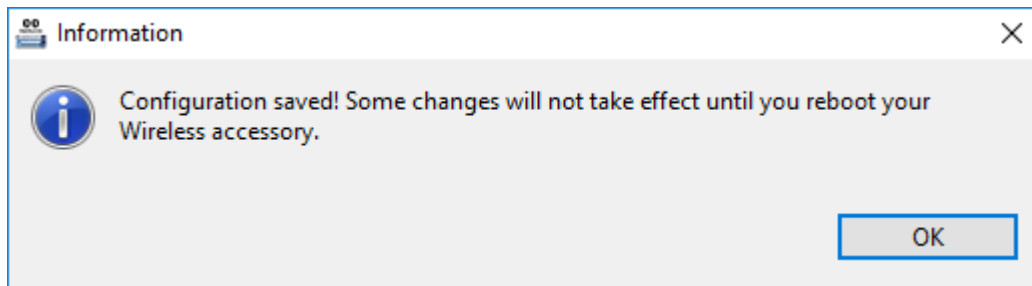 Information
Configuration saved! Some changes will not take effect until you reboot your
Wireless accessory.
OK